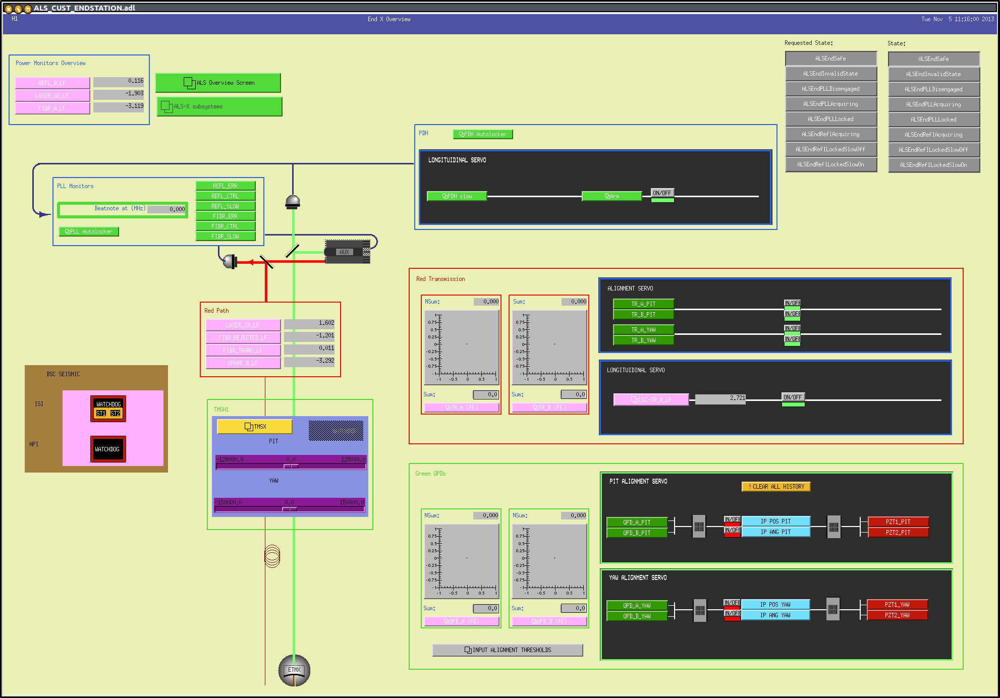 ALS_CUST_ENDSTATION.adl
H1
End X Overview
Tue Nov  5 11:16:00 2013
Requested State:
ALSEndSafe
ALSEndInvalidState
ALSEndPLLDisengaged
ALSEndPLLAcquiring
ALSEndPLLLocked
ALSEndReflAcquiring
ALSEndReflLockedSlowOff
ALSEndReflLockedSlowOn
State:
ALSEndSafe
ALSEndInvalidState
ALSEndPLLDisengaged
ALSEndPLLAcquiring
ALSEndPLLLocked
ALSEndReflAcquiring
ALSEndReflLockedSlowOff
ALSEndReflLockedSlowOn
Power Monitors Overview
REFL_B_LF 0.116
LASER_GR_LF -1.903
FIBR_A_LF -3.119
ALS Overview Screen
ALS-X subsystems
PDH
PDH Autolocker
LONGITUIDINAL SERVO
PDH slow
Arm
ON/OFF
PLL Monitors
Beatnote at (MHz) 0.000
PLL Autolocker
REFL_ERR
REFL_CTRL
REFL_SLOW
FIBR_ERR
FIBR_CTRL
FIBR_SLOW
AUX
Red Path
LASER_IR_LF 1.602
FIBR_REJECTED_LF -1.201
FIBR_TRANS_LF 0.011
SPARE_B_LF -3.292
BSC SEISMIC
ISI
WATCHDOG
ST1 ST2
HPI
WATCHDOG
TMSH1
TMSX
PIT
-128000.0 0.0 128000.0
YAW
-150000.0 0.0 150000.0
ETMX
Red Transmission
NSum: 0.000
1
0.75
0.5
0.25
0
-0.25
-0.5
-0.75
-1
-1 -0.5 0 0.5 1
Sum: 0.0
TR_A (FE)
Sum: 0.000
1
0.75
0.5
0.25
0
-0.25
-0.5
-0.75
-1
-1 -0.5 0 0.5 1
Sum: 0.0
TR_B (FE)
ALIGNMENT SERVO
TR_A_PIT
TR_B_PIT
TR_A_YAW
TR_B_YAW
ON/OFF
ON/OFF
ON/OFF
ON/OFF
LONGITUIDINAL SERVO
LSC-TR_A_LF 2.721 ON/OFF
Green QPDs
NSum: 0.000
1
0.75
0.5
0.25
0
-0.25
-0.5
-0.75
-1
-1 -0.5 0 0.5 1
Sum: 0.0
QPD_A (FE)
NSum: 0.000
1
0.75
0.5
0.25
0
-0.25
-0.5
-0.75
-1
-1 -0.5 0 0.5 1
Sum: 0.0
QPD_B (FE)
INPUT ALIGNMENT THRESHOLDS
PIT ALIGNMENT SERVO
! CLEAR ALL HISTORY
QPD_A_PIT ON/OFF IP POS PIT PZT1_PIT
QPD_B_PIT ON/OFF IP ANG PIT PZT2_PIT
YAW ALIGNMENT SERVO
QPD_A_YAW ON/OFF IP POS YAW PZT1_YAW
QPD_B_YAW ON/OFF IP ANG YAW PZT2_YAW